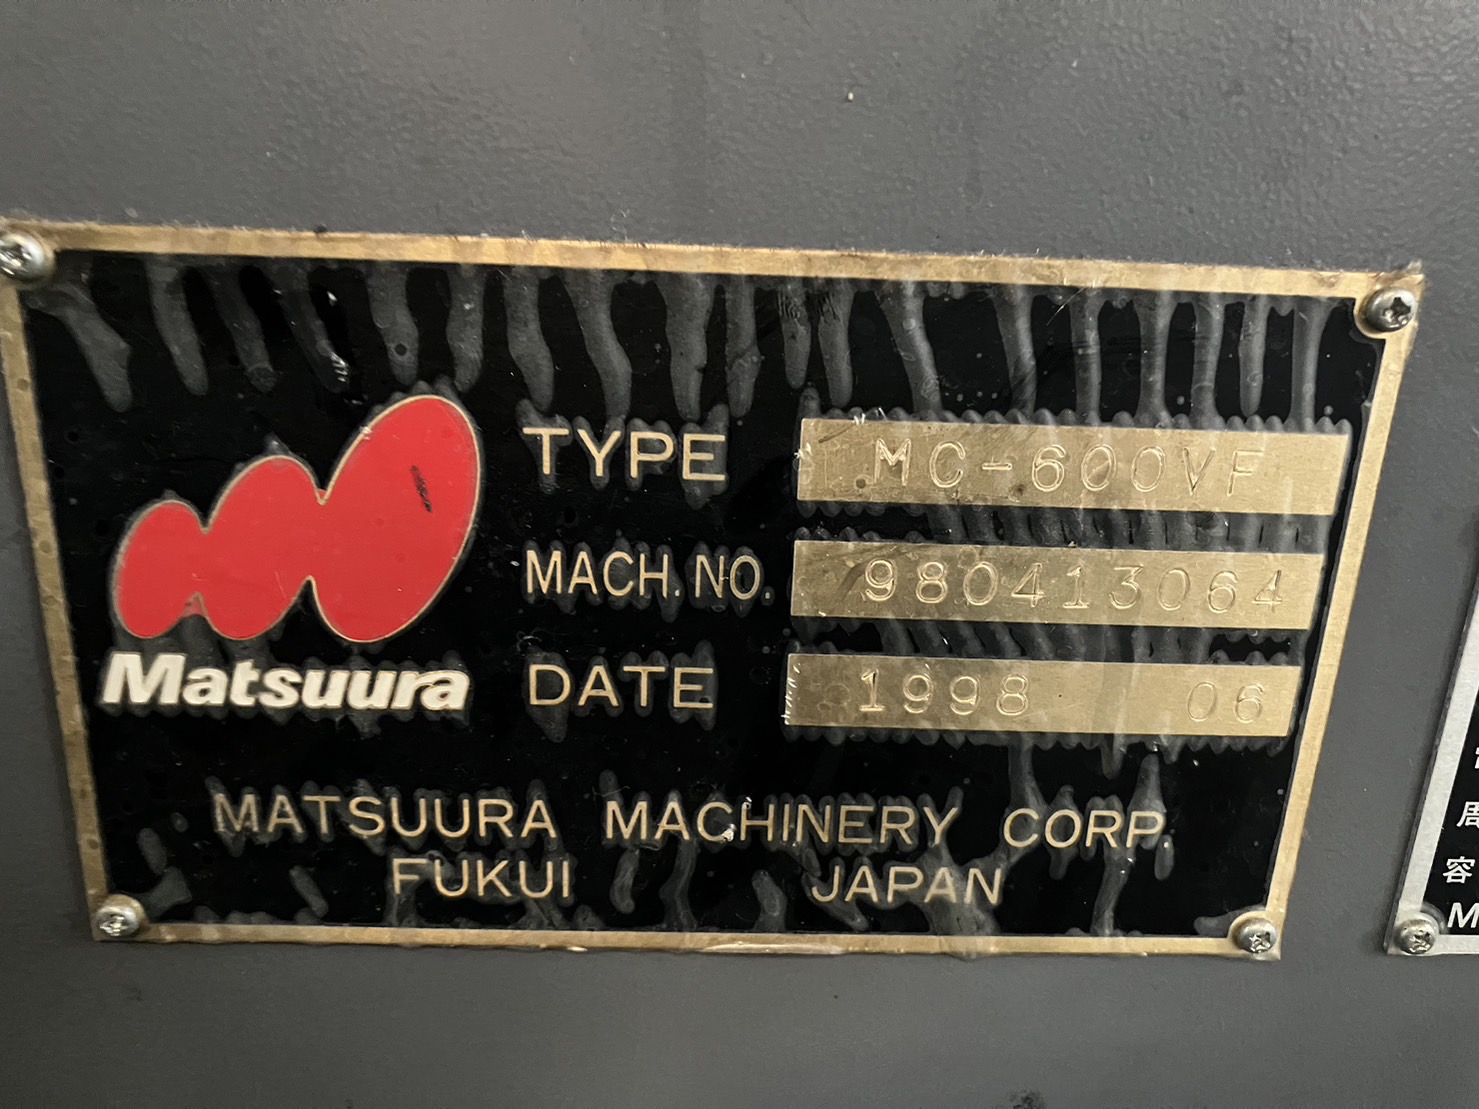 TYPE MC-600VF
MACH. NO. 980413064
Matsuura
DATE 1998 06
MATSUURA MACHINERY CORP.
FUKUI JAPAN
周
容
M